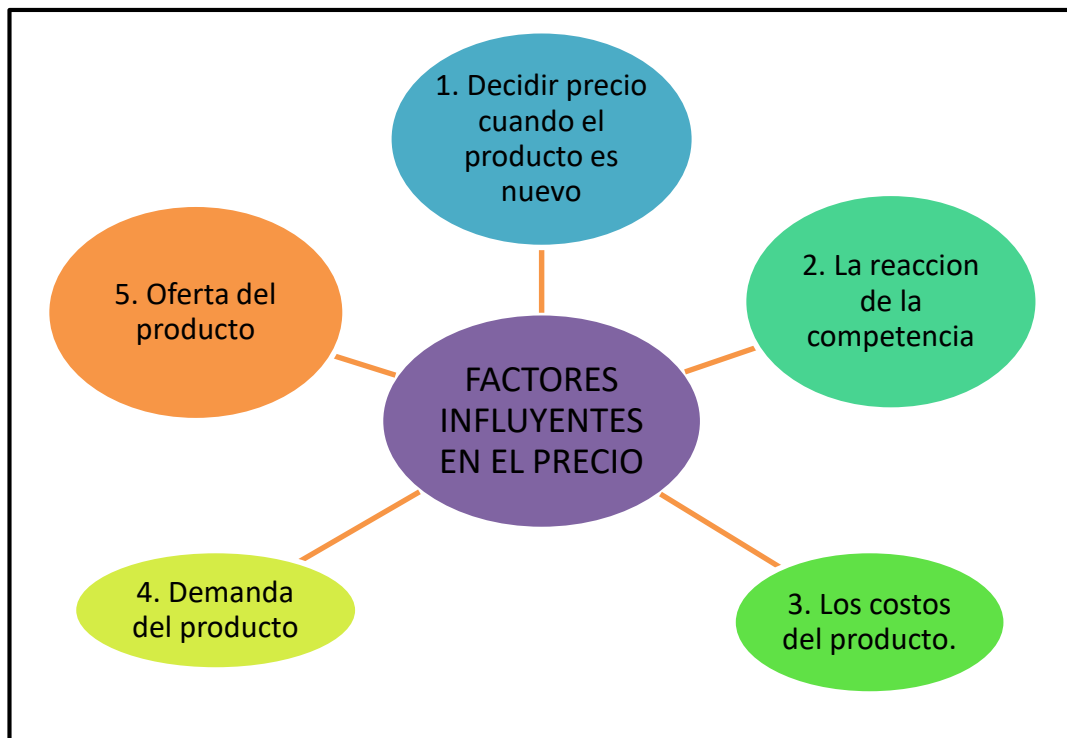 1. Decidir precio
cuando el
producto es
nuevo
2. La reaccion
de la
competencia
3. Los costos
del producto.
4. Demanda
del producto
5. Oferta del
producto
FACTORES
INFLUYENTES
EN EL PRECIO